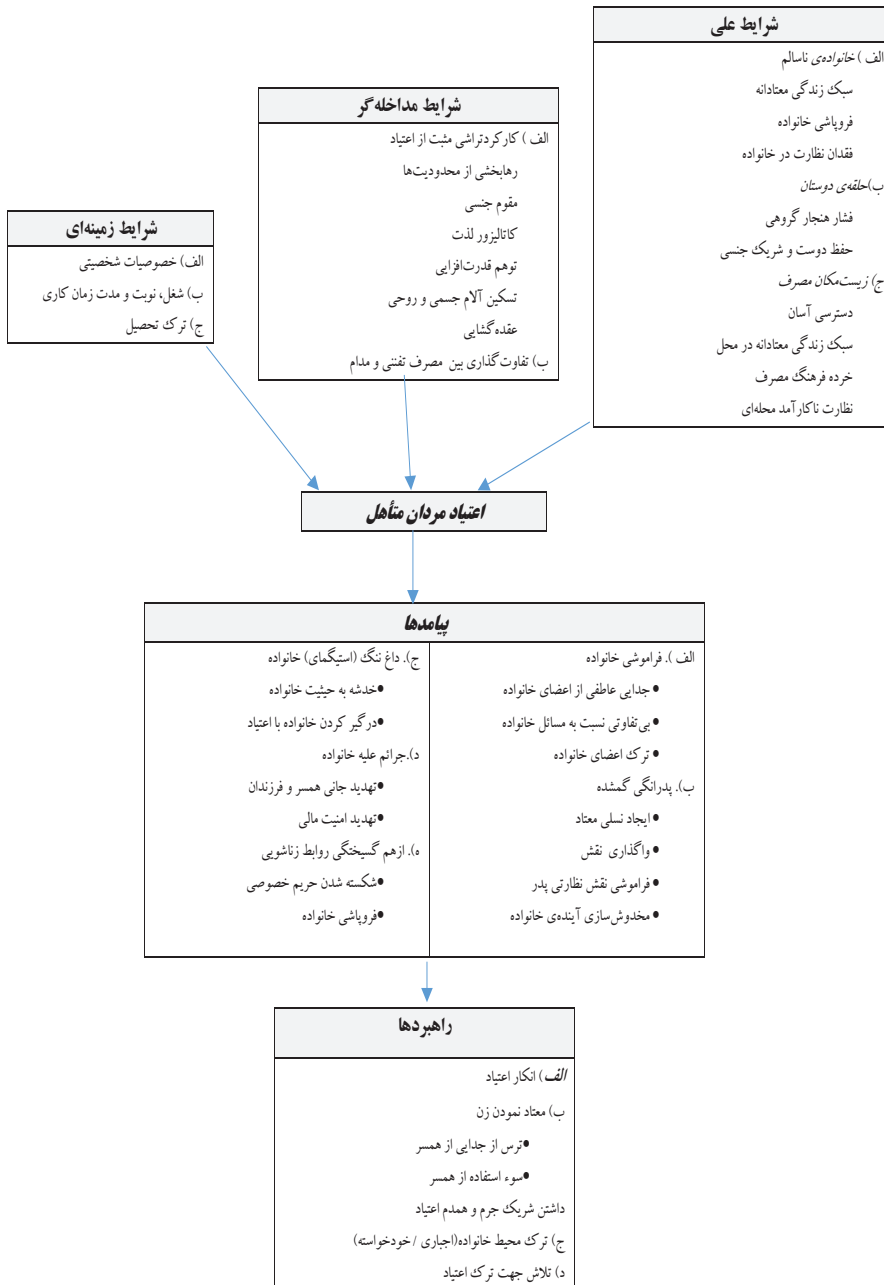 شرایط علی
الف ) خانواده‌ی ناسالم
سبک زندگی معتادانه
فروپاشی خانواده
فقدان نظارت در خانواده
ب)حلقه‌ی دوستان
فشار هنجار گروهی
حفظ دوست و شریک جنسی
ج) زیست‌مکان مصرف
دسترسی آسان
سبک زندگی معتادانه در محل
خرده فرهنگ مصرف
نظارت ناکارآمد محله‌ای
شرایط مداخله‌گر
الف ) کارکردتراشی مثبت از اعتیاد
رهابخشی از محدودیت‌ها
مقوم جنسی
کاتالیزور لذت
توهم قدرت‌افزایی
تسکین آلام جسمی و روحی
عقده‌گشایی
ب) تفاوت‌گذاری بین مصرف تفننی و مدام
شرایط زمینه‌ای
الف) خصوصیات شخصیتی
ب) شغل، نوبت و مدت زمان کاری
ج) ترک تحصیل
اعتیاد مردان متأهل
پیامدها
الف ). فراموشی خانواده
•جدایی عاطفی از اعضای خانواده
•بی‌تفاوتی نسبت به مسائل خانواده
• ترک اعضای خانواده
ب). پدرانگی گمشده
• ایجاد نسلی معتاد
• واگذاری نقش
• فراموشی نقش نظارتی پدر
• مخدوش‌سازی آینده‌ی خانواده
ج). داغ ننگ (استیگمای) خانواده
•خدشه به حیثیت خانواده
•درگیر کردن خانواده با اعتیاد
د).جرائم علیه خانواده
•تهدید جانی همسر و فرزندان
•تهدید امنیت مالی
ه). ازهم گسیختگی روابط زناشویی
•شکسته شدن حریم خصوصی
•فروپاشی خانواده
راهبردها
الف) انکار اعتیاد
ب) معتاد نمودن زن
•ترس از جدایی از همسر
•سوء استفاده از همسر
داشتن شریک جرم و همدم اعتیاد
ج) ترک محیط خانواده(اجباری / خودخواسته)
د) تلاش جهت ترک اعتیاد